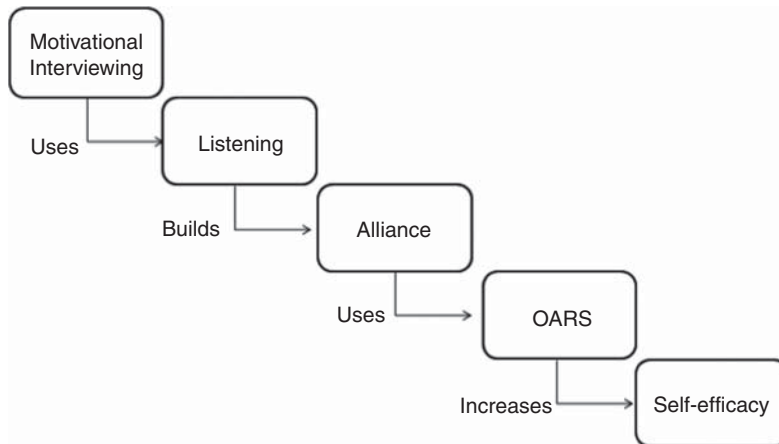 Motivational
Interviewing
Uses
Listening
Builds
Alliance
Uses
OARS
Increases
Self-efficacy